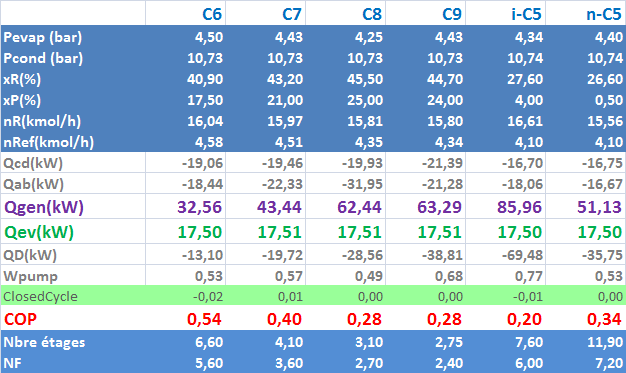 C6 C7 C8 C9 i-C5 n-C5
Pevap (bar) 4,50 4,43 4,25 4,43 4,34 4,40
Pcond (bar) 10,73 10,73 10,73 10,73 10,74 10,74
xR(%) 40,90 43,20 45,50 44,70 27,60 26,60
xP(%) 17,50 21,00 25,00 24,00 4,00 0,50
nR(kmol/h) 16,04 15,97 15,81 15,80 16,61 15,56
nRef(kmol/h) 4,58 4,51 4,35 4,34 4,10 4,10
Qcd(kW) -19,06 -19,46 -19,93 -21,39 -16,70 -16,75
Qab(kW) -18,44 -22,33 -31,95 -21,28 -18,06 -16,67
Qgen(kW) 32,56 43,44 62,44 63,29 85,96 51,13
Qev(kW) 17,50 17,51 17,51 17,51 17,50 17,50
QD(kW) -13,10 -19,72 -28,56 -38,81 -69,48 -35,75
Wpump 0,53 0,57 0,49 0,68 0,77 0,53
ClosedCycle -0,02 0,01 0,00 0,00 -0,01 0,00
COP 0,54 0,40 0,28 0,28 0,20 0,34
Nbre étages 6,60 4,10 3,10 2,75 7,60 11,90
NF 5,60 3,60 2,70 2,40 6,00 7,20